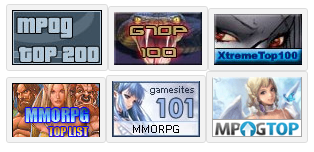 mpog
top 200
GTOP
100
XtremeTop100
MMORPG
TOP LIST
gamesites
101
MMORPG
MPOGTOP